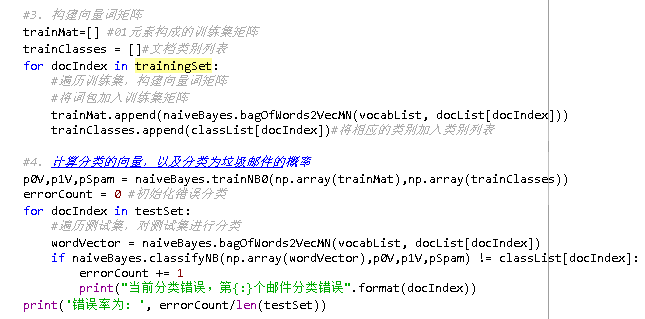 #3. 构建向量词矩阵
trainMat=[] #01元素构成的训练集矩阵
trainClasses = []#文档类别列表
for docIndex in trainingSet:
#遍历训练集，构建向量词矩阵
#将词包加入训练集矩阵
trainMat.append(naiveBayes.bagOfWords2VecMN(vocabList, docList[docIndex]))
trainClasses.append(classList[docIndex])#将相应的类别加入类别列表
#4. 计算分类的向量，以及分类为垃圾邮件的概率
p0V,p1V,pSpam = naiveBayes.trainNB0(np.array(trainMat),np.array(trainClasses))
errorCount = 0 #初始化错误分类
for docIndex in testSet:
#遍历测试集，对测试集进行分类
wordVector = naiveBayes.bagOfWords2VecMN(vocabList, docList[docIndex])
if naiveBayes.classifyNB(np.array(wordVector),p0V,p1V,pSpam) != classList[docIndex]:
errorCount += 1
print("当前分类错误，第{:}个邮件分类错误".format(docIndex))
print('错误率为：', errorCount/len(testSet))